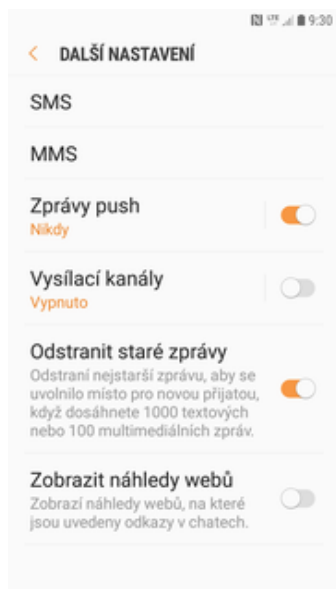 9:30
DALŠÍ NASTAVENÍ
SMS
MMS
Zprávy push
Nikdy
Vysílací kanály
Vypnuto
Odstranit staré zprávy
Odstraní nejstarší zprávu, aby se
uvolnilo místo pro novou přijatou,
když dosáhnete 1000 textových
nebo 100 multimediálních zpráv.
Zobrazit náhledy webů
Zobrazí náhledy webů, na které
jsou uvedeny odkazy v chatech.